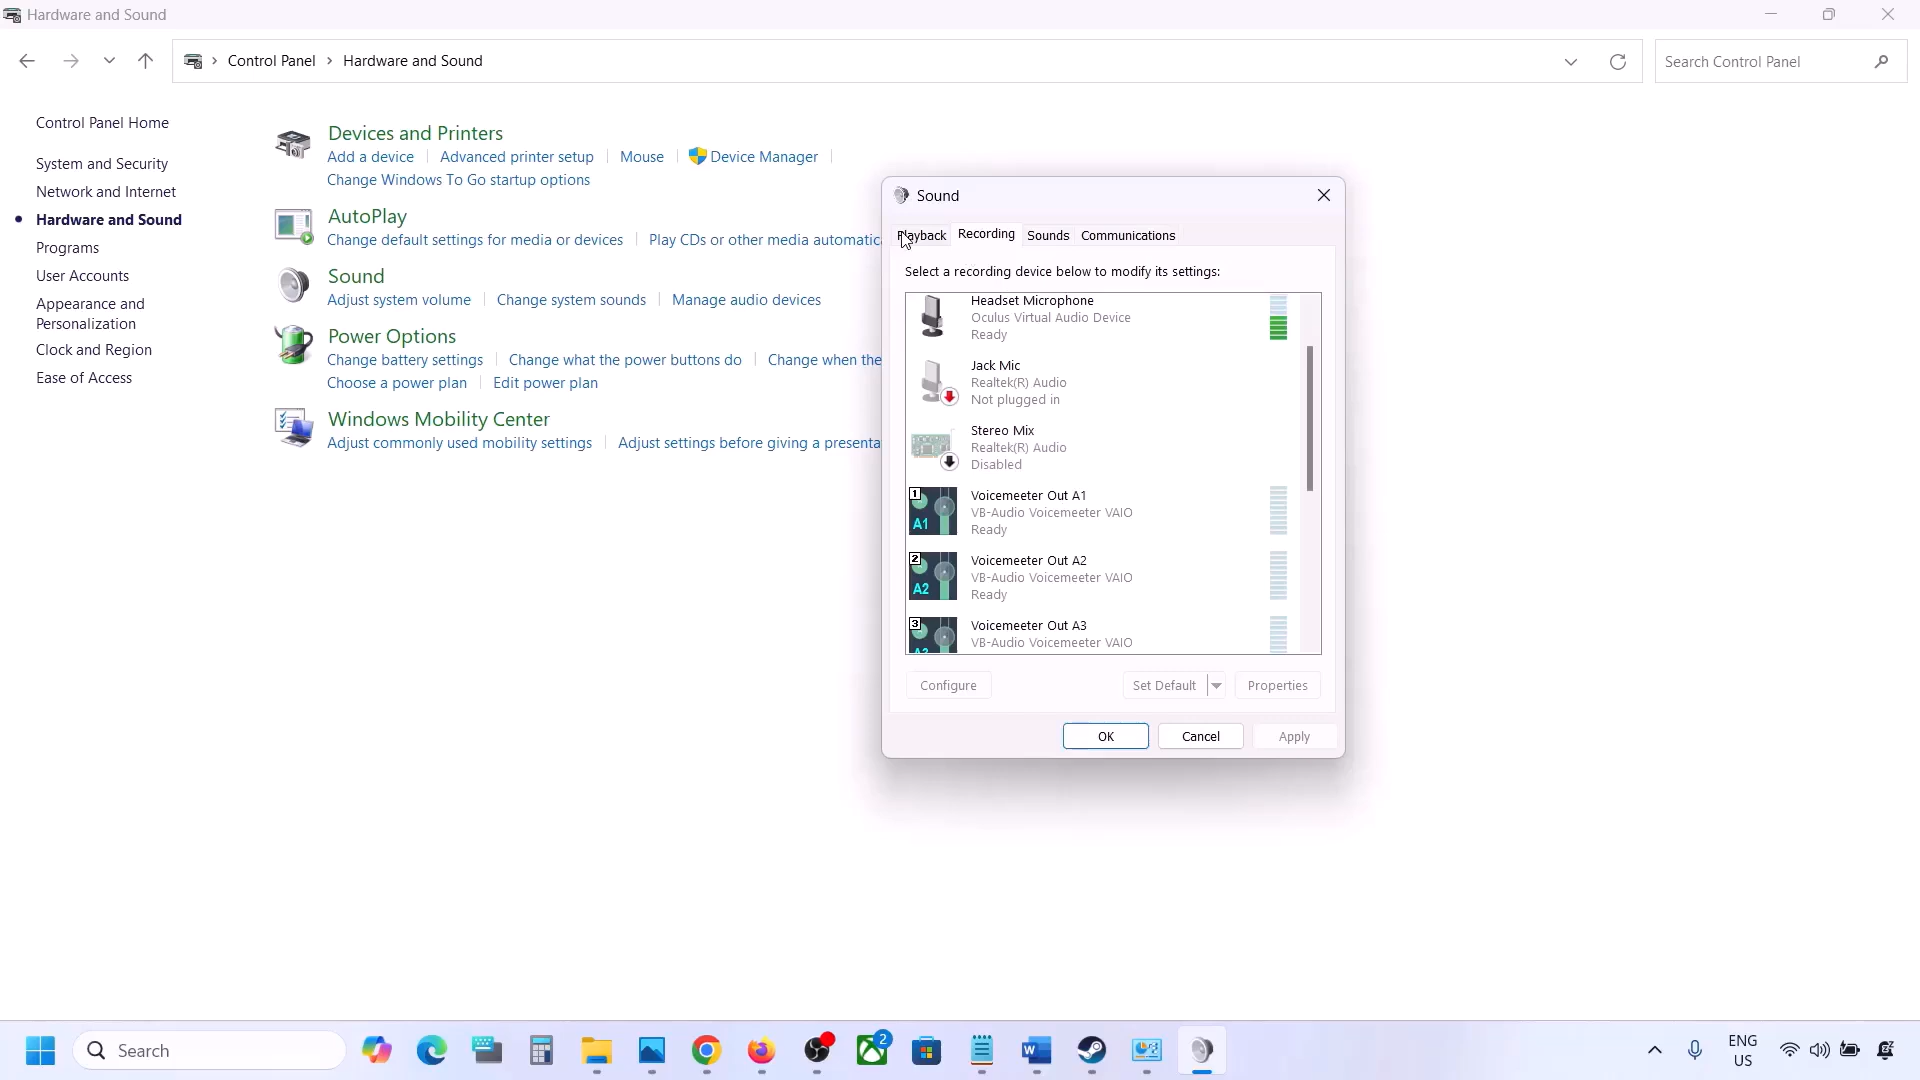 Hardware and Sound
Control Panel
Hardware and Sound
Search Control Panel
Control Panel Home
System and Security
Network and Internet
Hardware and Sound
Programs
User Accounts
Appearance and
Personalization
Clock and Region
Ease of Access
Devices and Printers
Add a device
Advanced printer setup
Mouse
Device Manager
Change Windows To Go startup options
AutoPlay
Change default settings for media or devices
Play CDs or other media automatica
Sound
Adjust system volume
Change system sounds
Manage audio devices
Power Options
Change battery settings
Change what the power buttons do
Change when the
Choose a power plan
Edit power plan
Windows Mobility Center
Adjust commonly used mobility settings
Adjust settings before giving a presenta
Sound
Playback
Recording
Sounds
Communications
Select a recording device below to modify its settings:
Headset Microphone
Oculus Virtual Audio Device
Ready
Jack Mic
Realtek(R) Audio
Not plugged in
Stereo Mix
Realtek(R) Audio
Disabled
1
A1
Voicemeeter Out A1
VB-Audio Voicemeeter VAIO
Ready
2
A2
Voicemeeter Out A2
VB-Audio Voicemeeter VAIO
Ready
3
A3
Voicemeeter Out A3
VB-Audio Voicemeeter VAIO
Configure
Set Default
Properties
OK
Cancel
Apply
Search
2
ENG
US